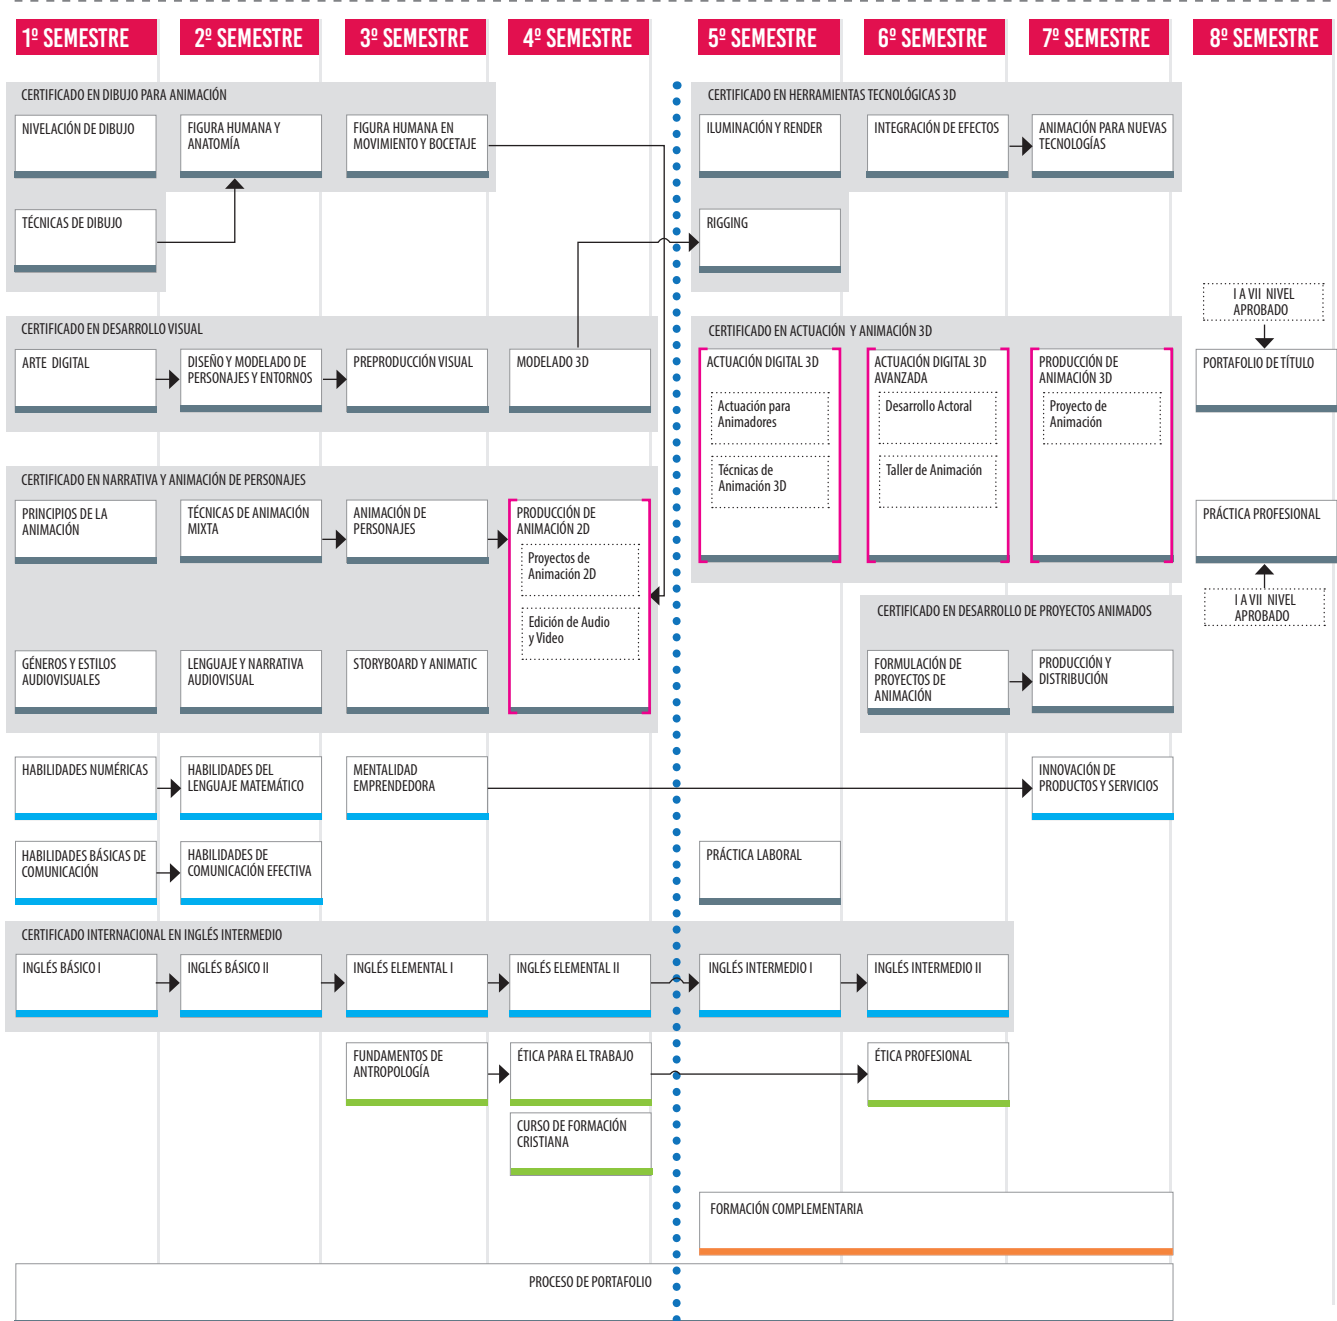 1º SEMESTRE
2º SEMESTRE
3º SEMESTRE
4º SEMESTRE
5º SEMESTRE
6º SEMESTRE
7º SEMESTRE
8º SEMESTRE
CERTIFICADO EN DIBUJO PARA ANIMACIÓN
NIVELACIÓN DE DIBUJO
FIGURA HUMANA Y
ANATOMÍA
FIGURA HUMANA EN
MOVIMIENTO Y BOCETAJE
TÉCNICAS DE DIBUJO
CERTIFICADO EN HERRAMIENTAS TECNOLÓGICAS 3D
ILUMINACIÓN Y RENDER
INTEGRACIÓN DE EFECTOS
ANIMACIÓN PARA NUEVAS
TECNOLOGÍAS
RIGGING
CERTIFICADO EN DESARROLLO VISUAL
ARTE DIGITAL
DISEÑO Y MODELADO DE
PERSONAJES Y ENTORNOS
PREPRODUCCIÓN VISUAL
MODELADO 3D
CERTIFICADO EN ACTUACIÓN Y ANIMACIÓN 3D
ACTUACIÓN DIGITAL 3D
Actuación para
Animadores
Técnicas de
Animación 3D
ACTUACIÓN DIGITAL 3D
AVANZADA
Desarrollo Actoral
Taller de Animación
PRODUCCIÓN DE
ANIMACIÓN 3D
Proyecto de
Animación
I A VII NIVEL
APROBADO
PORTAFOLIO DE TÍTULO
PRÁCTICA PROFESIONAL
I A VII NIVEL
APROBADO
CERTIFICADO EN NARRATIVA Y ANIMACIÓN DE PERSONAJES
PRINCIPIOS DE LA
ANIMACIÓN
TÉCNICAS DE ANIMACIÓN
MIXTA
ANIMACIÓN DE
PERSONAJES
PRODUCCIÓN DE
ANIMACIÓN 2D
Proyectos de
Animación 2D
Edición de Audio
y Video
GÉNEROS Y ESTILOS
AUDIOVISUALES
LENGUAJE Y NARRATIVA
AUDIOVISUAL
STORYBOARD Y ANIMATIC
CERTIFICADO EN DESARROLLO DE PROYECTOS ANIMADOS
FORMULACIÓN DE
PROYECTOS DE
ANIMACIÓN
PRODUCCIÓN Y
DISTRIBUCIÓN
HABILIDADES NUMÉRICAS
HABILIDADES DEL
LENGUAJE MATEMÁTICO
MENTALIDAD
EMPRENDEDORA
INNOVACIÓN DE
PRODUCTOS Y SERVICIOS
HABILIDADES BÁSICAS DE
COMUNICACIÓN
HABILIDADES DE
COMUNICACIÓN EFECTIVA
PRÁCTICA LABORAL
CERTIFICADO INTERNACIONAL EN INGLÉS INTERMEDIO
INGLÉS BÁSICO I
INGLÉS BÁSICO II
INGLÉS ELEMENTAL I
INGLÉS ELEMENTAL II
INGLÉS INTERMEDIO I
INGLÉS INTERMEDIO II
FUNDAMENTOS DE
ANTROPOLOGÍA
ÉTICA PARA EL TRABAJO
ÉTICA PROFESIONAL
CURSO DE FORMACIÓN
CRISTIANA
FORMACIÓN COMPLEMENTARIA
PROCESO DE PORTAFOLIO